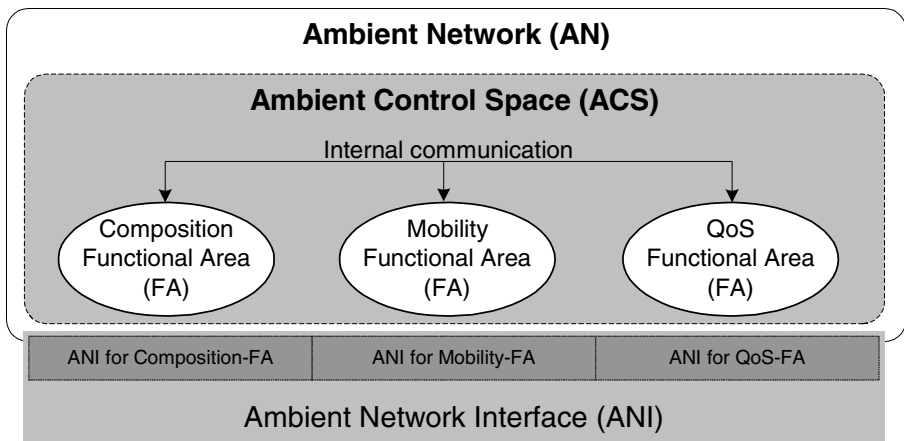 Ambient Network (AN)
Ambient Control Space (ACS)
Internal communication
Composition
Functional Area
(FA)
Mobility
Functional Area
(FA)
QoS
Functional Area
(FA)
ANI for Composition-FA
ANI for Mobility-FA
ANI for QoS-FA
Ambient Network Interface (ANI)